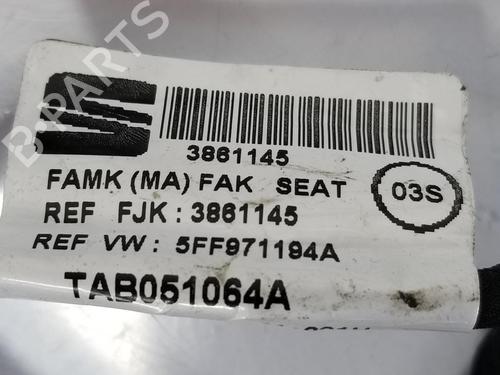 B-PARTS
3861145
FAMK (MA) FAK SEAT
03S
REF FJK : 3861145
REF VW : 5FF971194A
TAB051064A